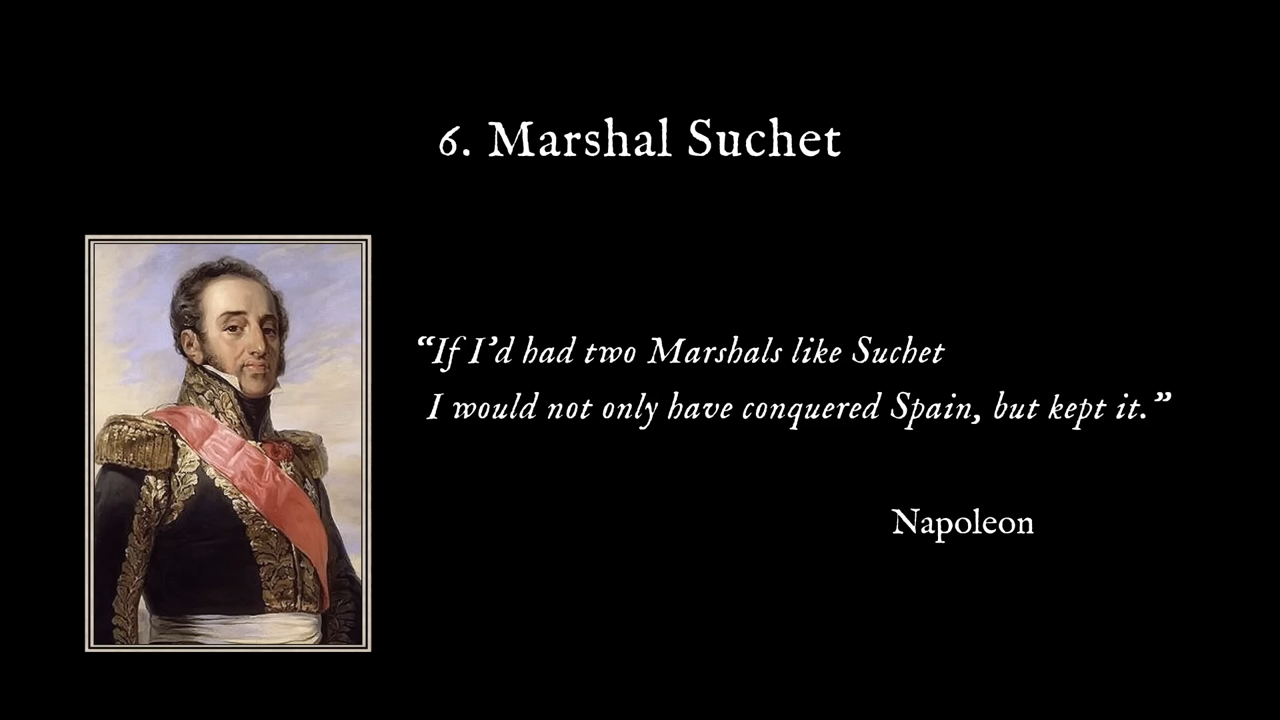 6. Marshal Suchet
“If I’d had two Marshals like Suchet
I would not only have conquered Spain, but kept it.”
Napoleon